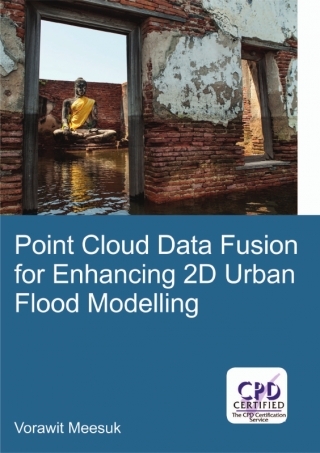 Point Cloud Data Fusion
for Enhancing 2D Urban
Flood Modelling
CPD
CERTIFIED
The CPD Certification
Service
Vorawit Meesuk